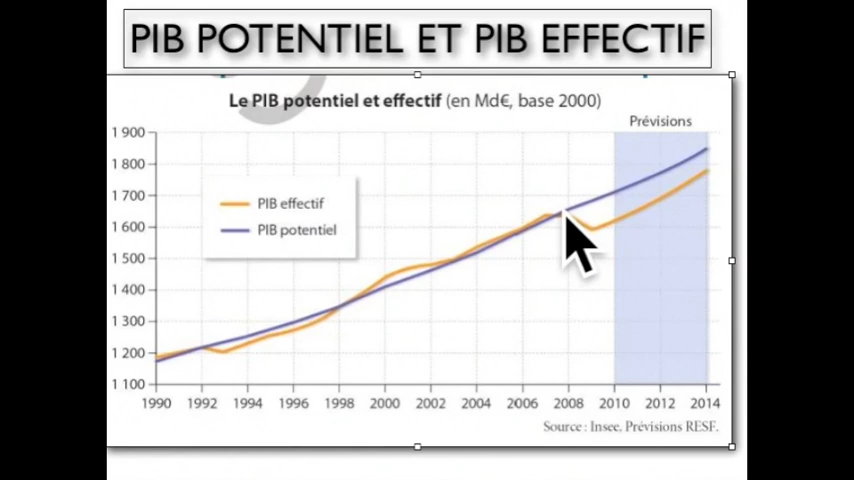 PIB POTENTIEL ET PIB EFFECTIF
Le PIB potentiel et effectif (en Md€, base 2000)
Prévisions
1 900
1 800
1 700
1 600
1 500
1 400
1 300
1 200
1 100
PIB effectif
PIB potentiel
1990 1992 1994 1996 1998 2000 2002 2004 2006 2008 2010 2012 2014
Source : Insee, Prévisions RESF.